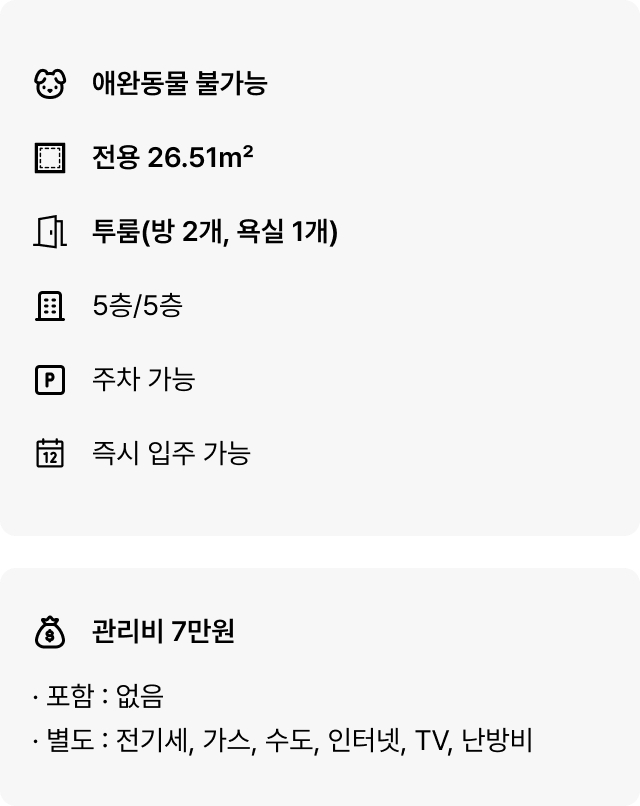 애완동물 불가능
전용 26.51m²
투룸(방 2개, 욕실 1개)
5층/5층
P
주차 가능
12
즉시 입주 가능
$
관리비 7만원
· 포함 : 없음
· 별도 : 전기세, 가스, 수도, 인터넷, TV, 난방비